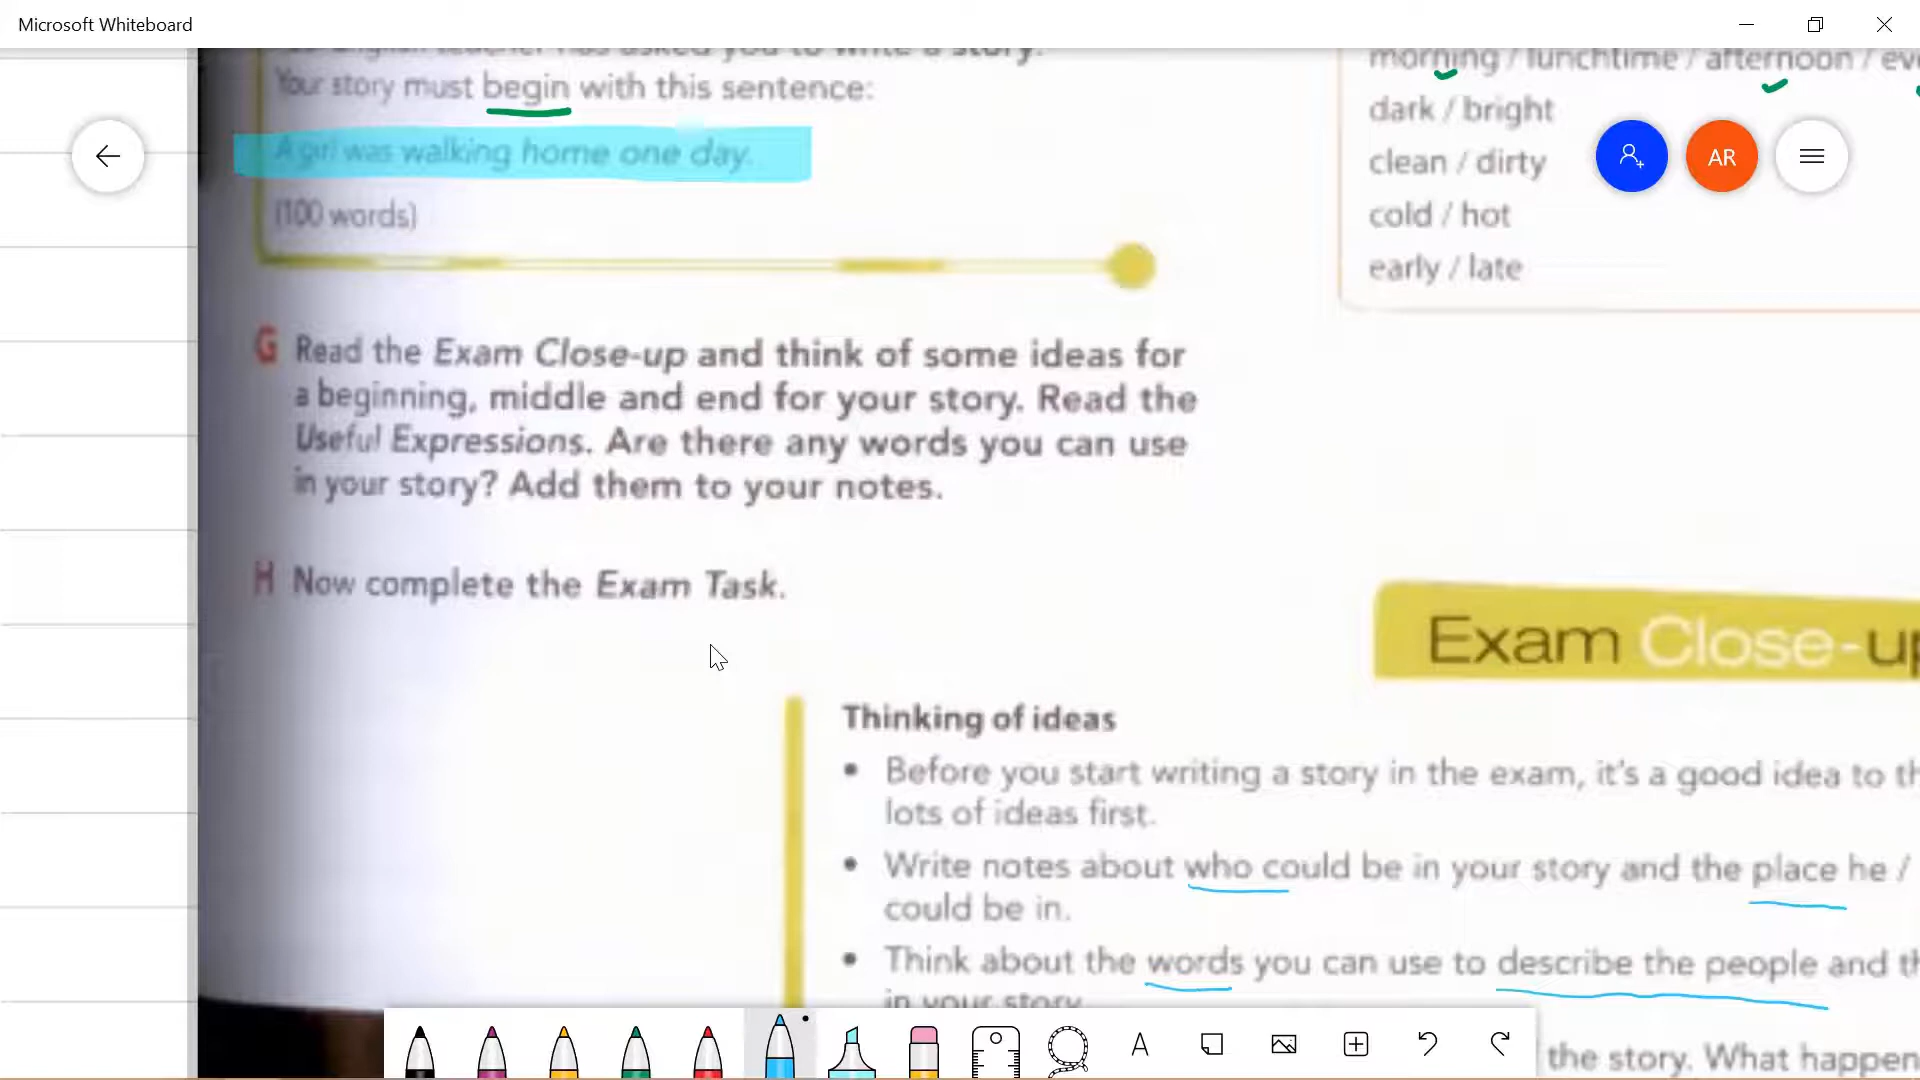 Microsoft Whiteboard
Your story must begin with this sentence:
A girl was walking home one day.
(100 words)
morning / lunchtime / afternoon /
dark / bright
clean / dirty
cold / hot
early / late
AR
G Read the Exam Close-up and think of some ideas for
a beginning, middle and end for your story. Read the
Useful Expressions. Are there any words you can use
in your story? Add them to your notes.
H Now complete the Exam Task.
Exam Close-up
Thinking of ideas
• Before you start writing a story in the exam, it's a good idea to
lots of ideas first.
• Write notes about who could be in your story and the place he /
could be in.
• Think about the words you can use to describe the people and
in your story
the story. What
A